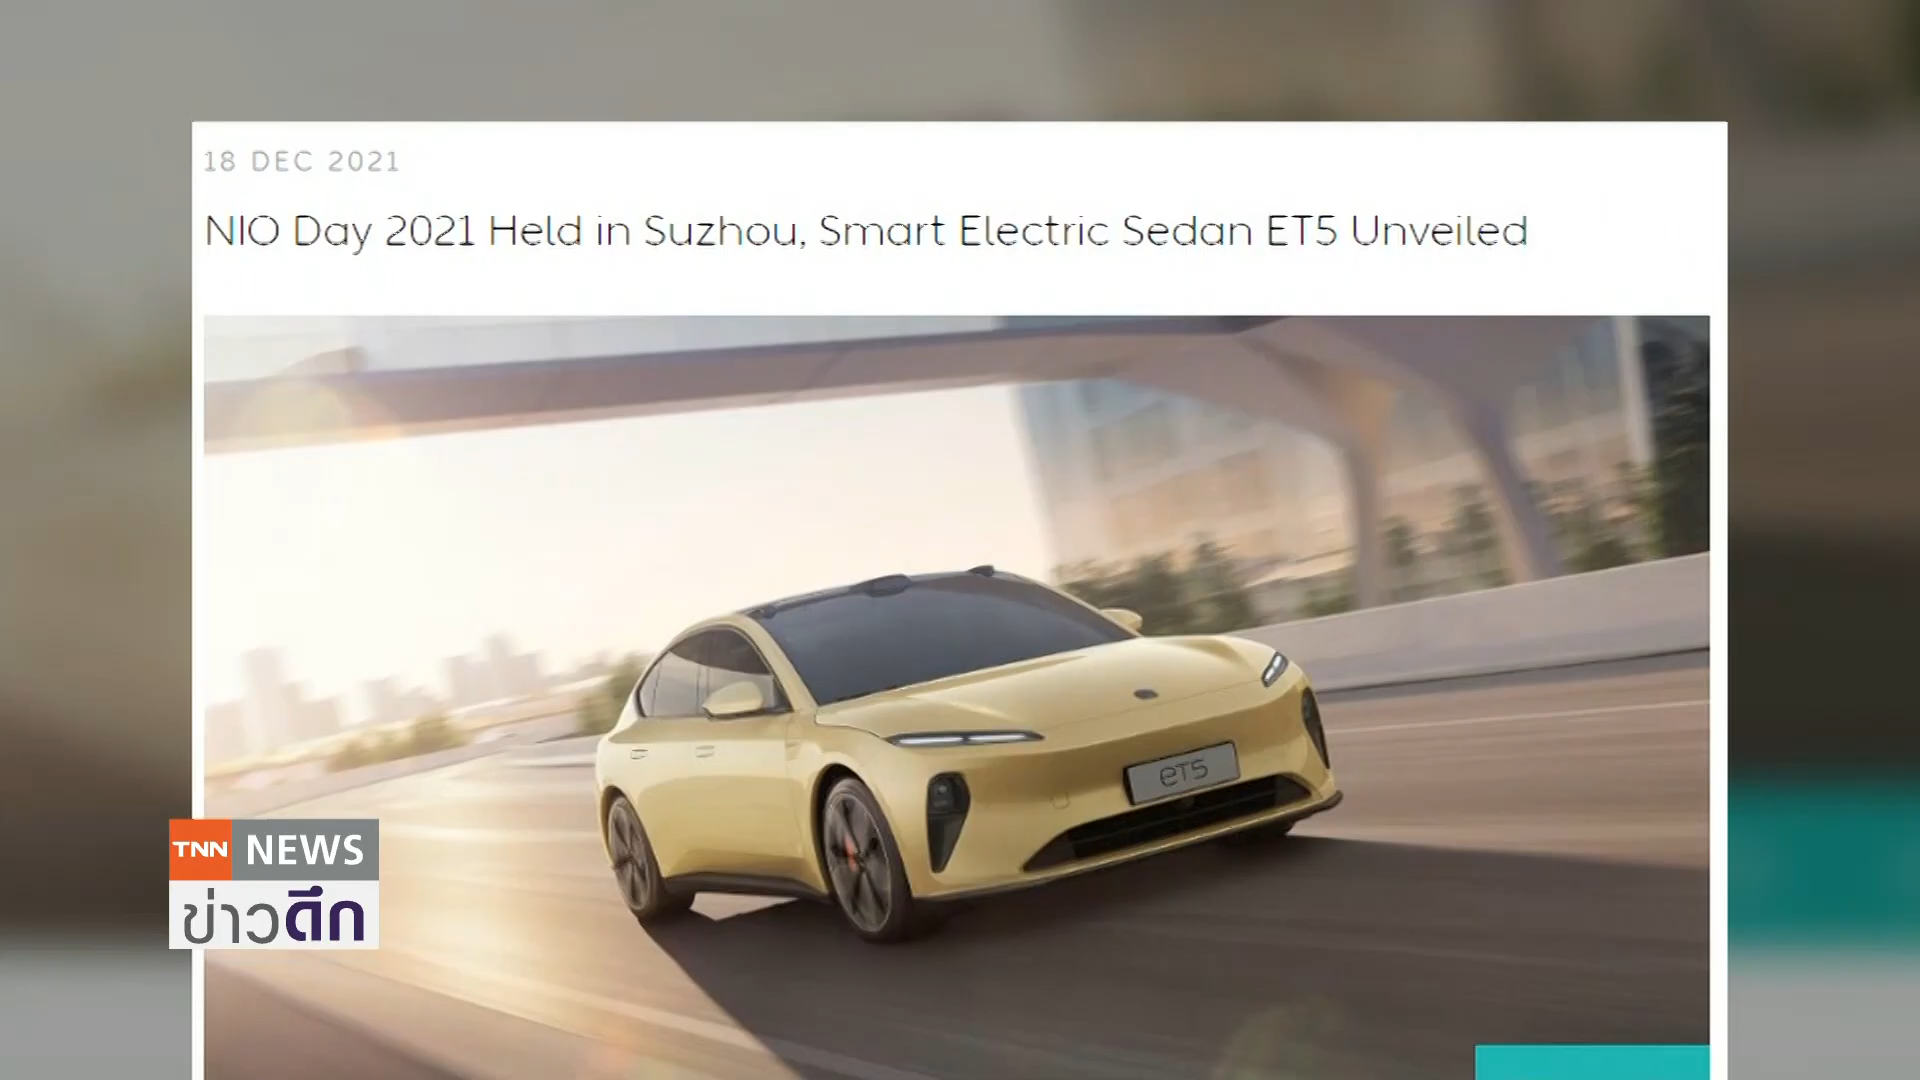 18 DEC 2021
NIO Day 2021 Held in Suzhou, Smart Electric Sedan ET5 Unveiled
eT5
TNN NEWS
ข่าวดึก